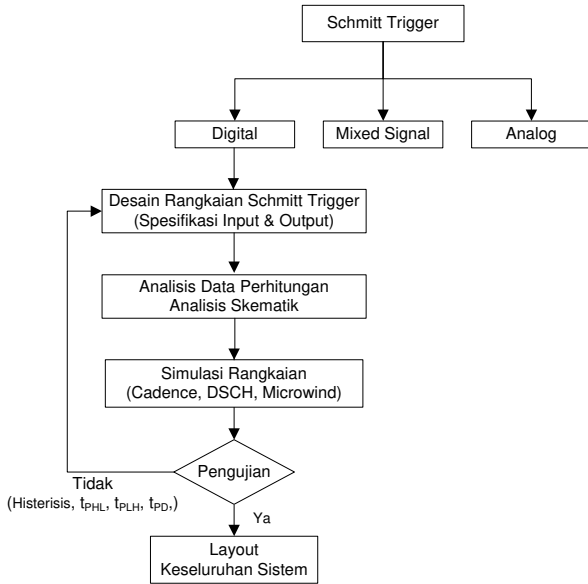 Schmitt Trigger
Digital
Mixed Signal
Analog
Desain Rangkaian Schmitt Trigger
(Spesifikasi Input & Output)
Analisis Data Perhitungan
Analisis Skematik
Simulasi Rangkaian
(Cadence, DSCH, Microwind)
Pengujian
Tidak
(Histerisis, tPHL, tPLH, tPD,)
Ya
Layout
Keseluruhan Sistem